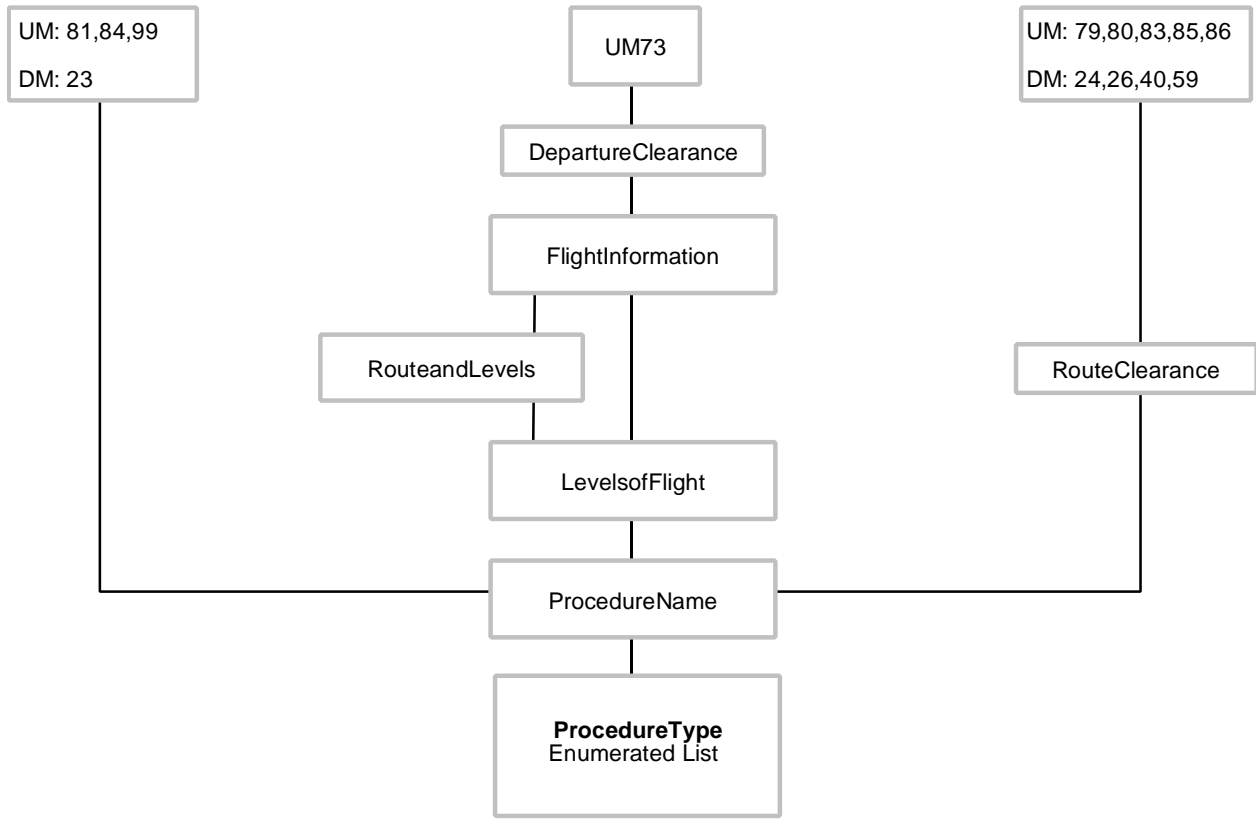 UM: 81,84,99
DM: 23
UM73
UM: 79,80,83,85,86
DM: 24,26,40,59
DepartureClearance
FlightInformation
RouteandLevels
RouteClearance
LevelsofFlight
ProcedureName
ProcedureType
Enumerated List